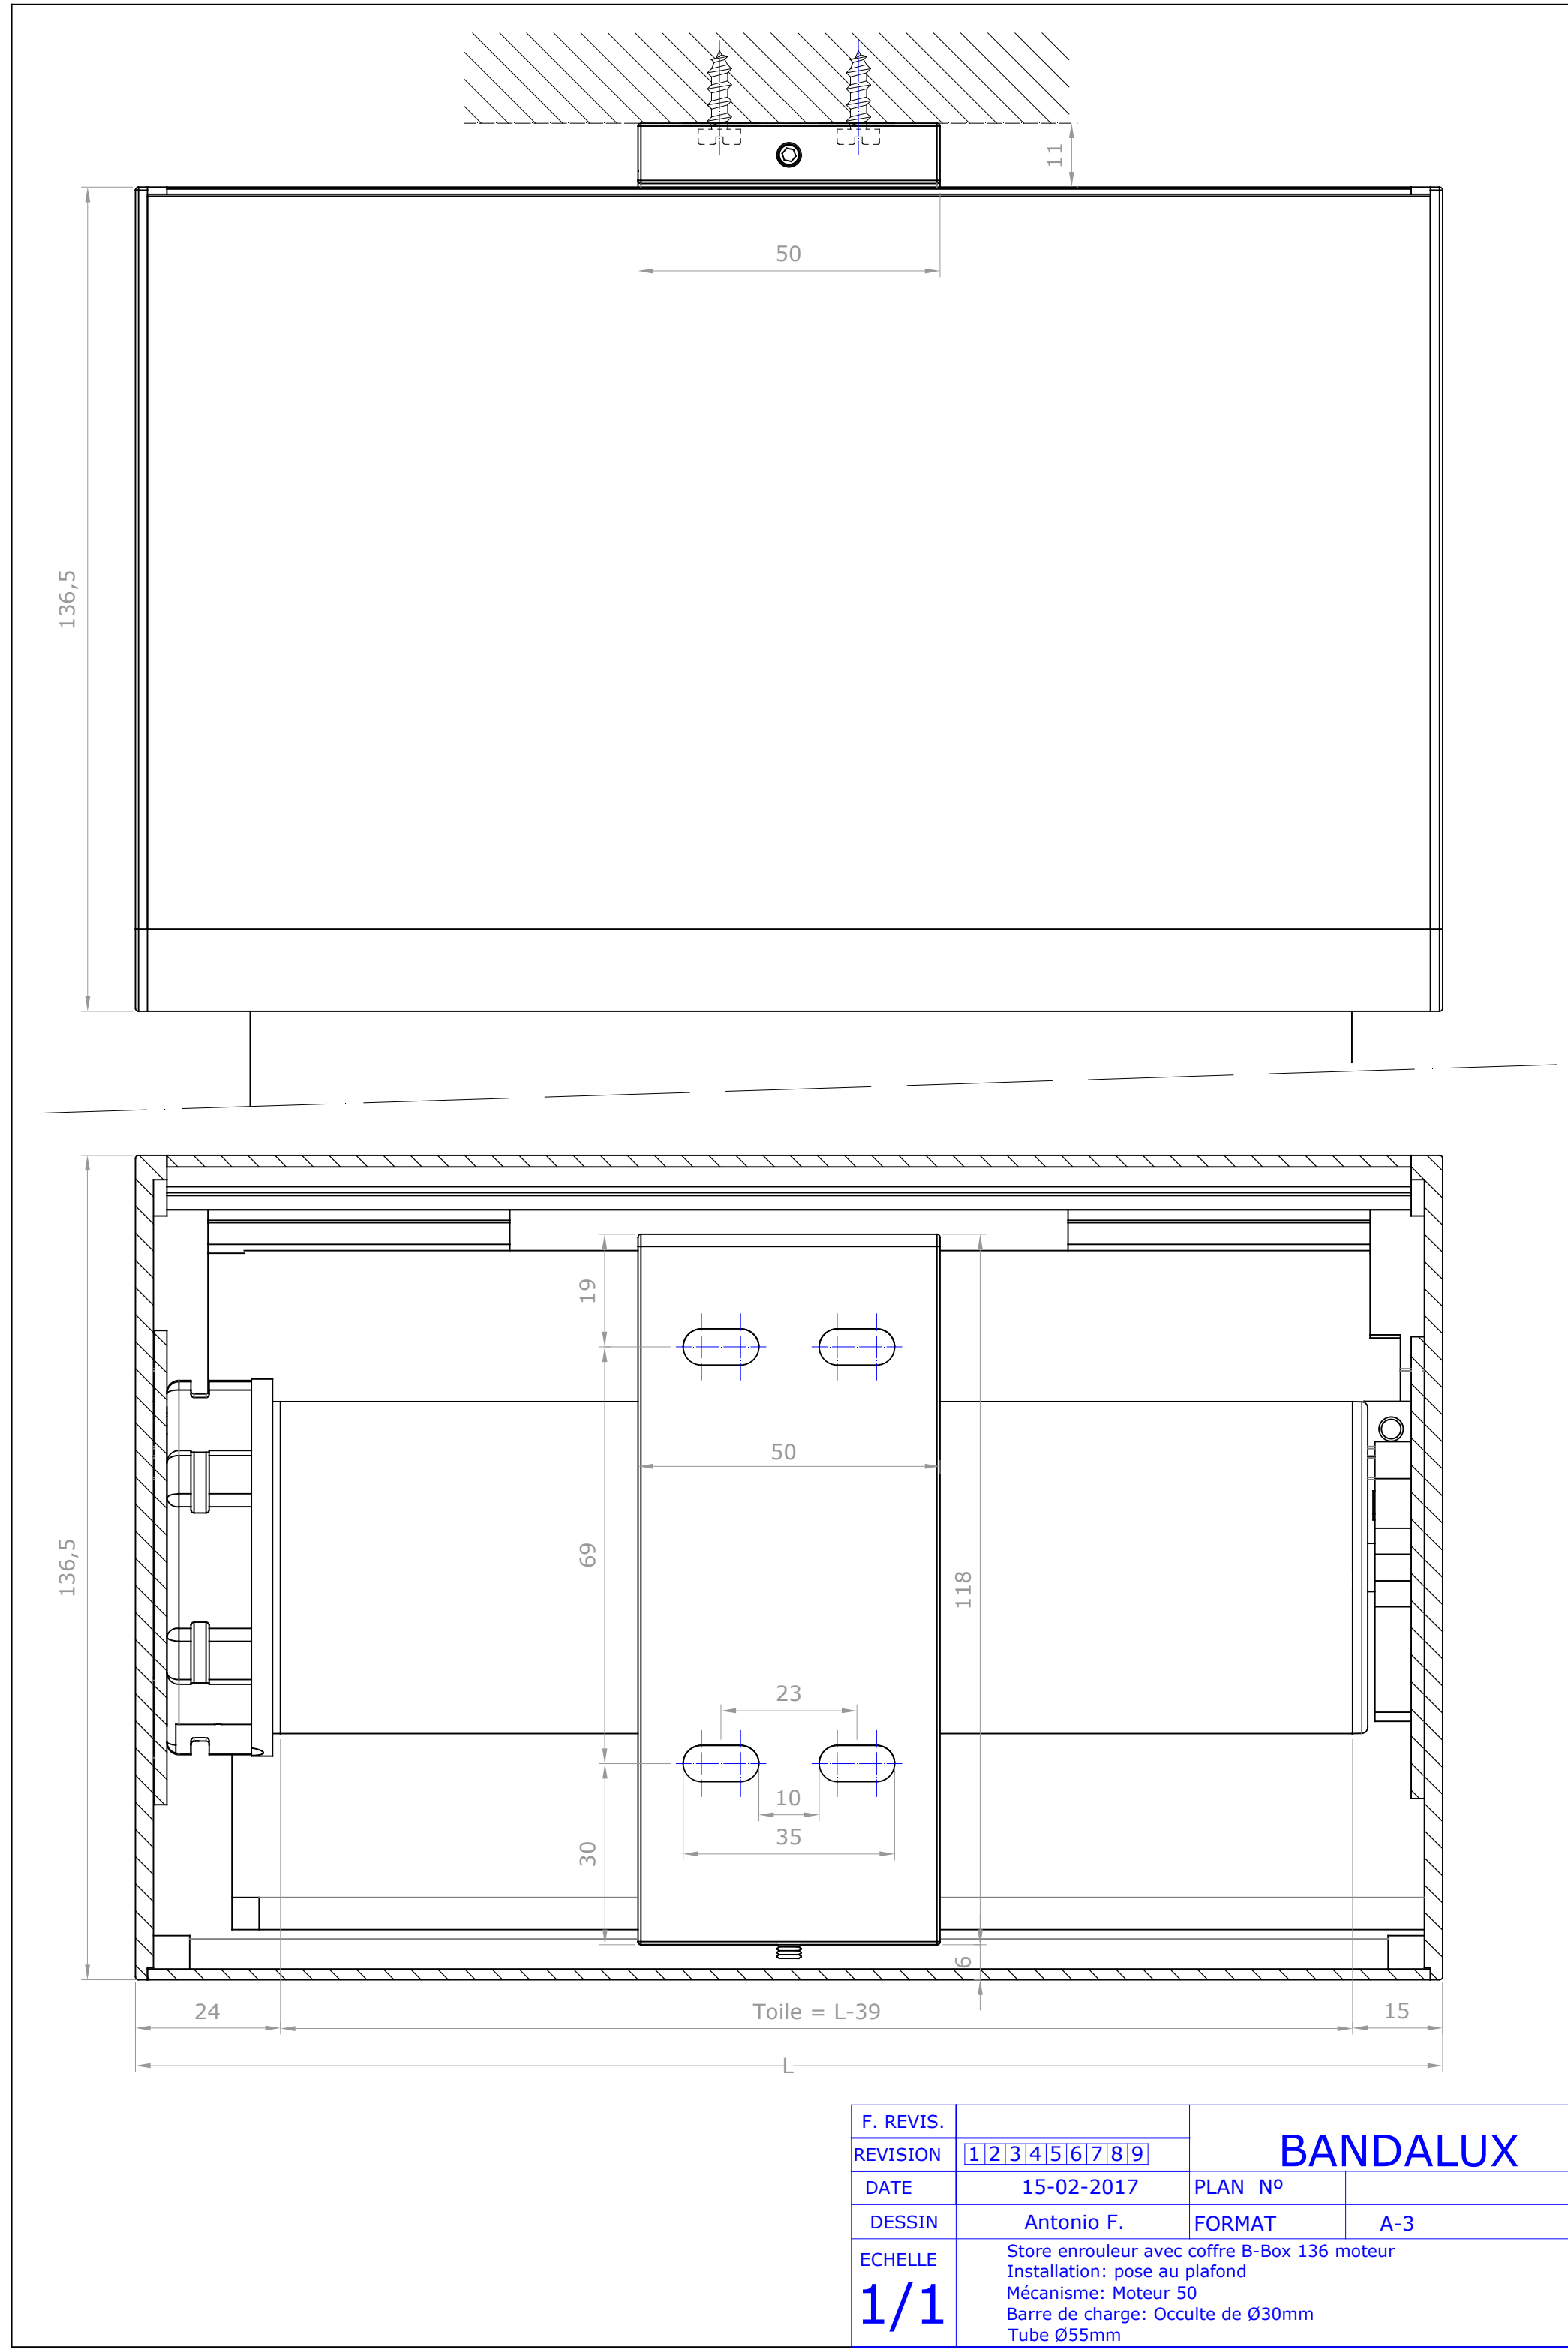 11
50
136,5
19
50
69
136,5
118
23
10
35
30
6
24
Toile = L-39
15
L
F. REVIS.
REVISION 1 2 3 4 5 6 7 8 9
BANDALUX
DATE 15-02-2017 PLAN Nº
DESSIN Antonio F. FORMAT A-3
ECHELLE
1/1
Store enrouleur avec coffre B-Box 136 moteur
Installation: pose au plafond
Mécanisme: Moteur 50
Barre de charge: Occulte de Ø30mm
Tube Ø55mm